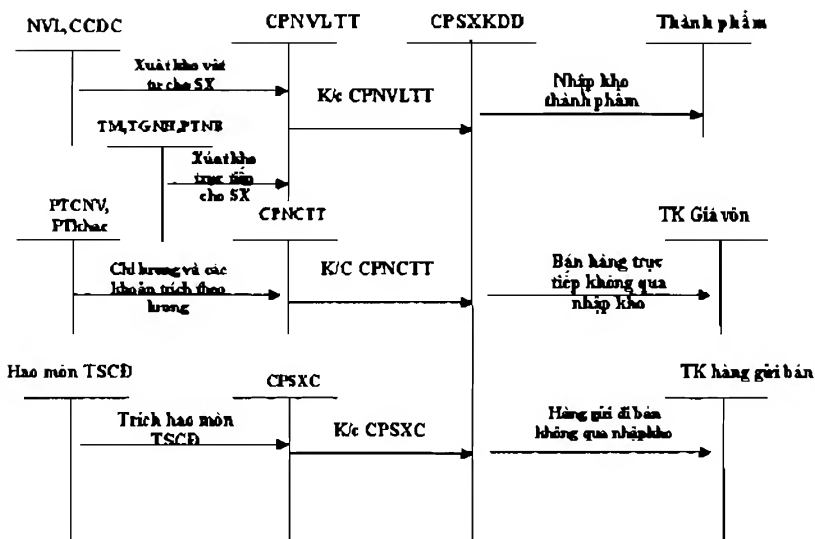 NVL, CCDC
CPNVLTT
CPSXKDD
Thành phẩm
Xuất kho vật
tư cho SX
K/c CPNVLTT
Nhập kho
thành phẩm
TM,TGNH,PTNB
Xuất kho
trực tiếp
cho SX
PTCNV,
PTkhac
CPNCTT
TK Giá vôn
Chi lương và các
khoản trích theo
lương
K/C CPNCTT
Bán hàng trực
tiếp không qua
nhập kho
Hao mòn TSCĐ
CPSXC
TK hàng gửi bán
Trích hao mòn
TSCĐ
K/c CPSXC
Hàng gửi đi bán
không qua nhập kho